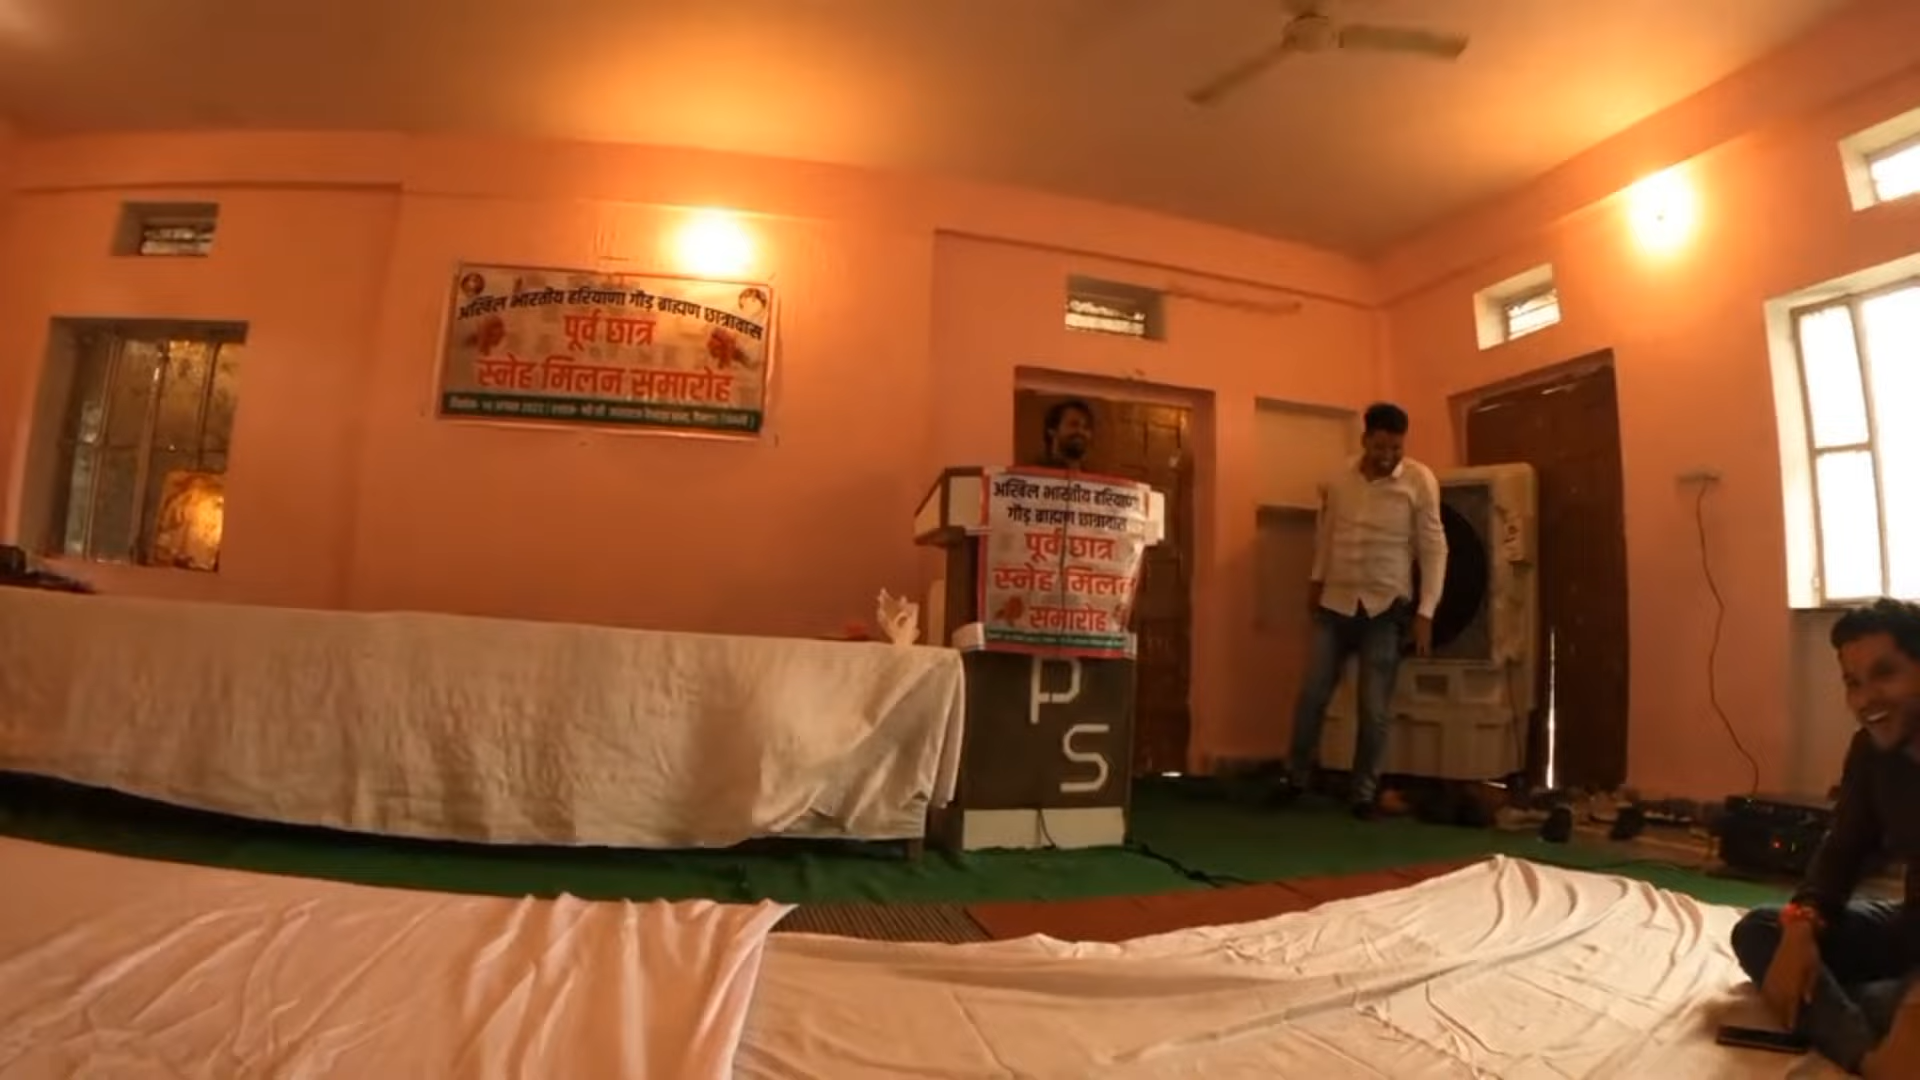 अखिल भारतीय हरियाणा गौड़ ब्राह्मण छात्रावास
पूर्व छात्र
स्नेह मिलन समारोह
अखिल भारतीय हरियाणा
गौड़ ब्राह्मण छात्रावास
पूर्व छात्र
स्नेह मिलन
समारोह
P
S